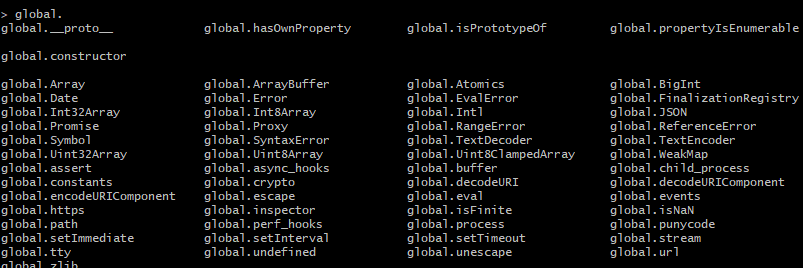 > global.
global.__proto__ global.hasOwnProperty global.isPrototypeOf global.propertyIsEnumerable
global.constructor
global.Array global.ArrayBuffer global.Atomics global.BigInt
global.Date global.Error global.EvalError global.FinalizationRegistry
global.Int32Array global.Int8Array global.Intl global.JSON
global.Promise global.Proxy global.RangeError global.ReferenceError
global.Symbol global.SyntaxError global.TextDecoder global.TextEncoder
global.Uint32Array global.Uint8Array global.Uint8ClampedArray global.WeakMap
global.assert global.async_hooks global.buffer global.child_process
global.constants global.crypto global.decodeURI global.decodeURIComponent
global.encodeURIComponent global.escape global.eval global.events
global.https global.inspector global.isFinite global.isNaN
global.path global.perf_hooks global.process global.punycode
global.setImmediate global.setInterval global.setTimeout global.stream
global.tty global.undefined global.unescape global.url
global.zlib